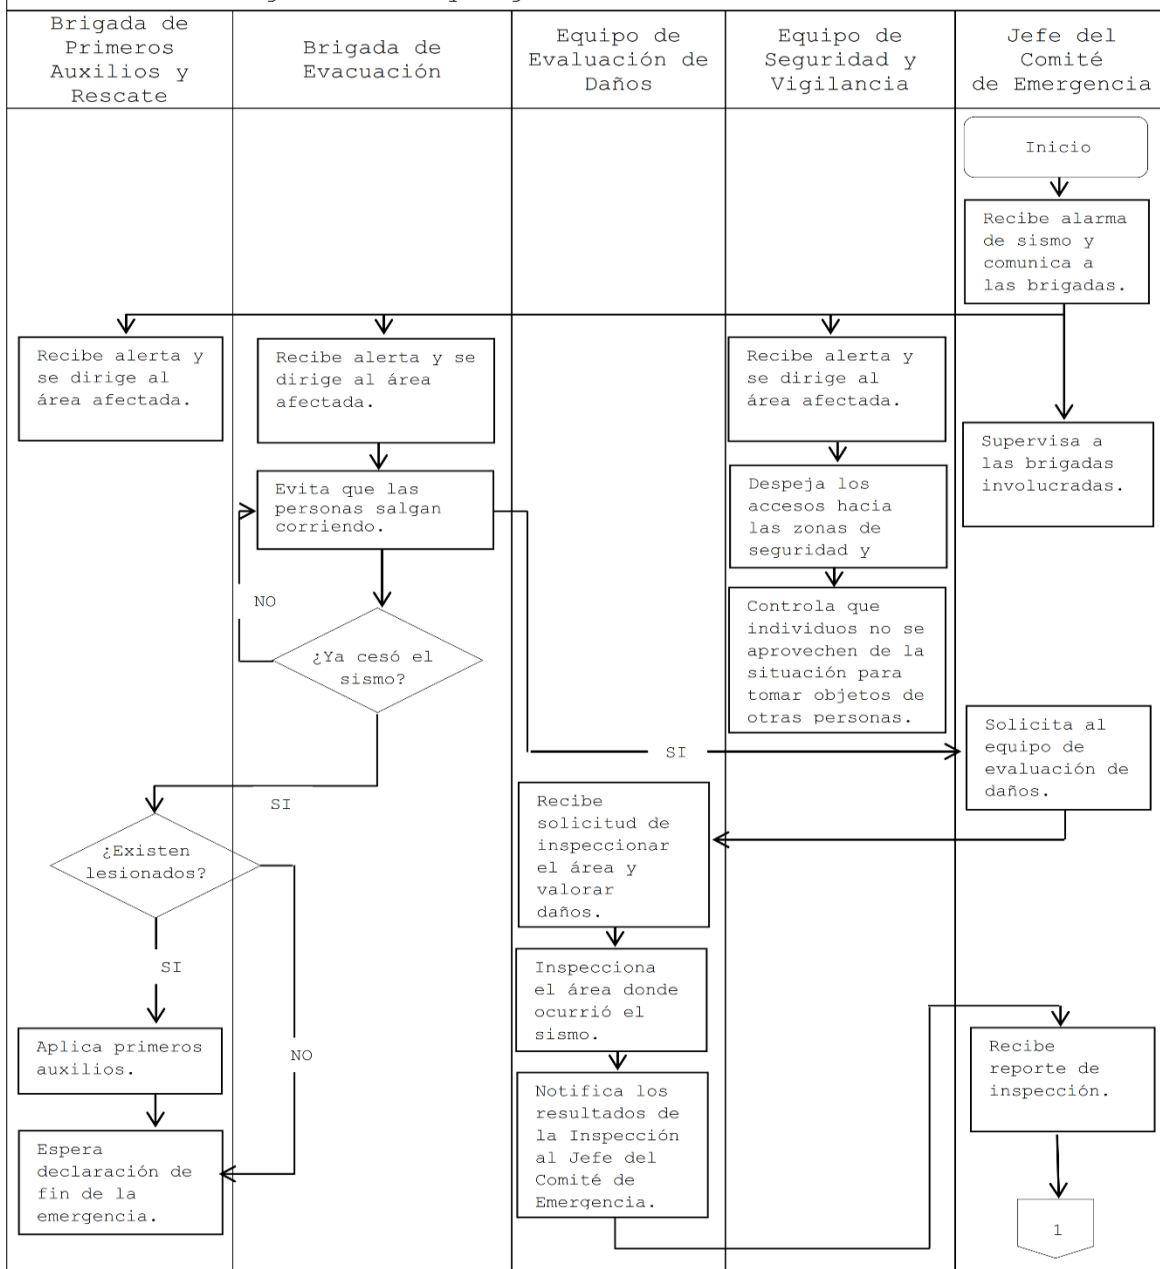 Brigada de
Primeros
Auxilios y
Rescate
Brigada de
Evacuación
Equipo de
Evaluación de
Daños
Equipo de
Seguridad y
Vigilancia
Jefe del
Comité
de Emergencia
Inicio
Recibe alarma
de sismo y
comunica a
las brigadas.
Recibe alerta y
se dirige al
área afectada.
Recibe alerta y se
dirige al área
afectada.
Recibe alerta y
se dirige al
área afectada.
Supervisa a
las brigadas
involucradas.
Evita que las
personas salgan
corriendo.
Despeja los
accesos hacia
las zonas de
seguridad y
NO
¿Ya cesó el
sismo?
Controla que
individuos no se
aprovechen de la
situación para
tomar objetos de
otras personas.
SI
Solicita al
equipo de
evaluación de
daños.
SI
Recibe
solicitud de
inspeccionar
el área y
valorar
daños.
¿Existen
lesionados?
SI
NO
Inspecciona
el área donde
ocurrió el
sismo.
Aplica primeros
auxilios.
Recibe
reporte de
inspección.
Notifica los
resultados de
la Inspección
al Jefe del
Comité de
Emergencia.
Espera
declaración de
fin de la
emergencia.
1